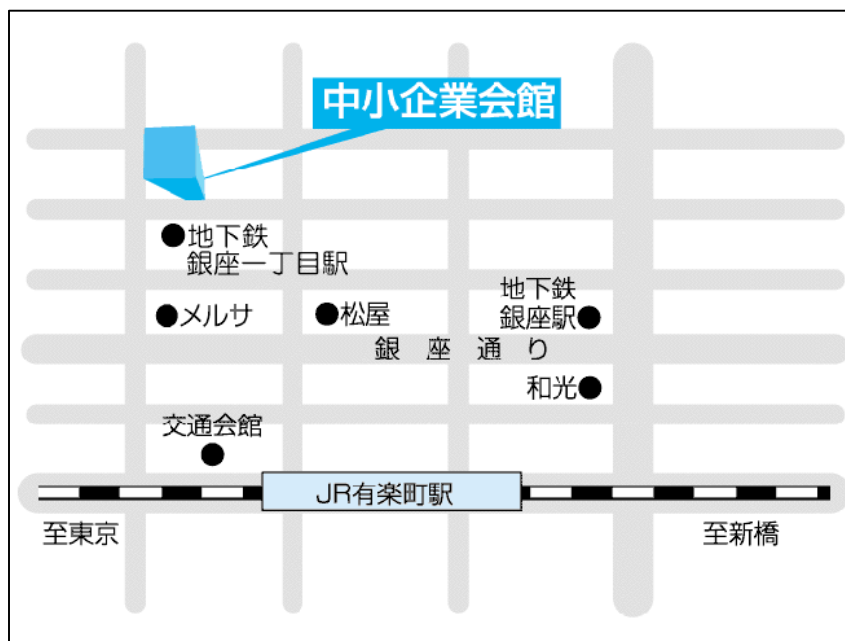 中小企業会館
地下鉄
銀座一丁目駅
メルサ
松屋
地下鉄
銀座駅
銀座通り
和光
交通会館
JR有楽町駅
至東京
至新橋